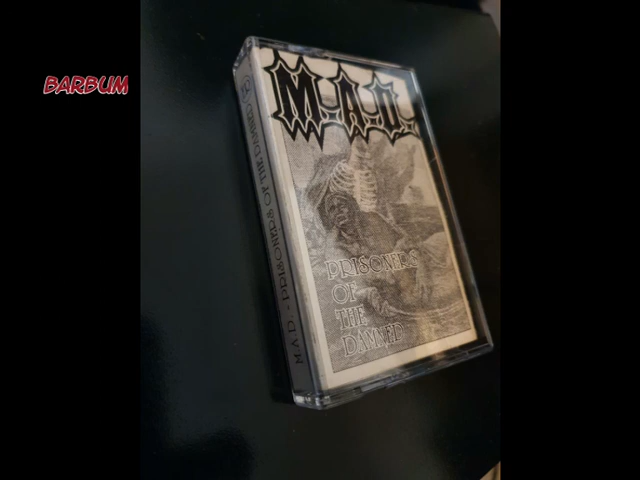 BARBUM
M.A.D.
PRISONERS
OF
THE
DAMNED
M.A.D. - PRISONERS OF THE DAMNED